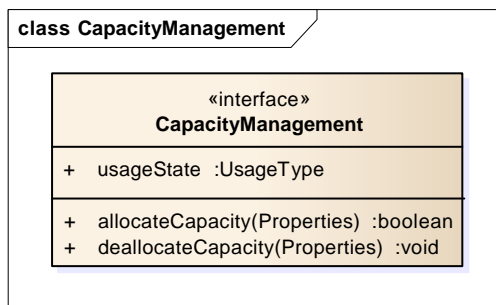 class CapacityManagement
«interface»
CapacityManagement
+ usageState :UsageType
+ allocateCapacity(Properties) :boolean
+ deallocateCapacity(Properties) :void